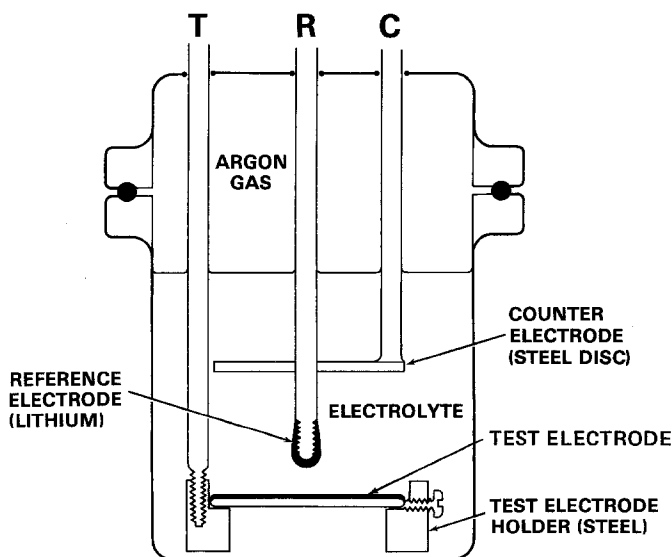 T R C
ARGON
GAS
COUNTER
ELECTRODE
(STEEL DISC)
REFERENCE
ELECTRODE
(LITHIUM)
ELECTROLYTE
TEST ELECTRODE
TEST ELECTRODE
HOLDER (STEEL)